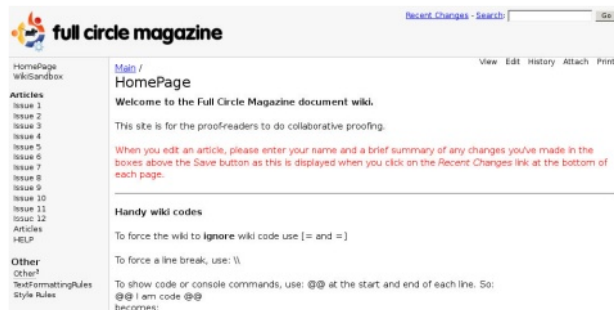 full circle magazine
Recent Changes - Search:
Go
HomePage
WikiSandbox
Articles
Issue 1
Issue 2
Issue 3
Issue 4
Issue 5
Issue 6
Issue 7
Issue 8
Issue 9
Issue 10
Issue 11
Issue 12
Articles
HELP
Other
Other³
TextFormattingRules
Style Rules
View Edit History Attach Print
Main /
HomePage
Welcome to the Full Circle Magazine document wiki.
This site is for the proof-readers to do collaborative proofing.
When you edit an article, please enter your name and a brief summary of any changes you've made in the
boxes above the Save button as this is displayed when you click on the Recent Changes link at the bottom of
each page.
Handy wiki codes
To force the wiki to ignore wiki code use [= and =]
To force a line break, use: \\
To show code or console commands, use: @@ at the start and end of each line. So:
@@ I am code @@
becomes: